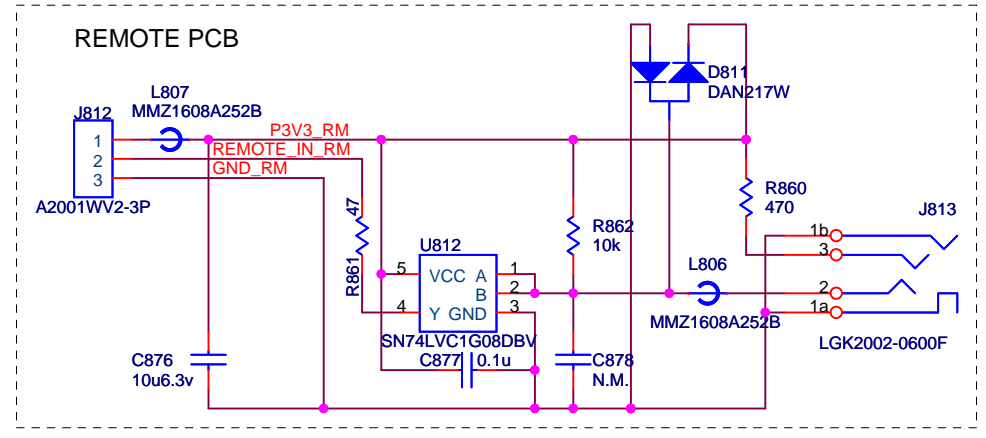 REMOTE PCB
L807
MMZ1608A252B
J812
1
2
3
A2001WV2-3P
P3V3_RM
REMOTE_IN_RM
GND_RM
D811
DAN217W
R860
470
J813
1b
3
2
1a
LGK2002-0600F
47
R861
R862
10k
U812
5
4
VCC A
B
Y GND
1
2
3
SN74LVC1G08DBV
L806
MMZ1608A252B
C876
10u6.3v
C877
0.1u
C878
N.M.